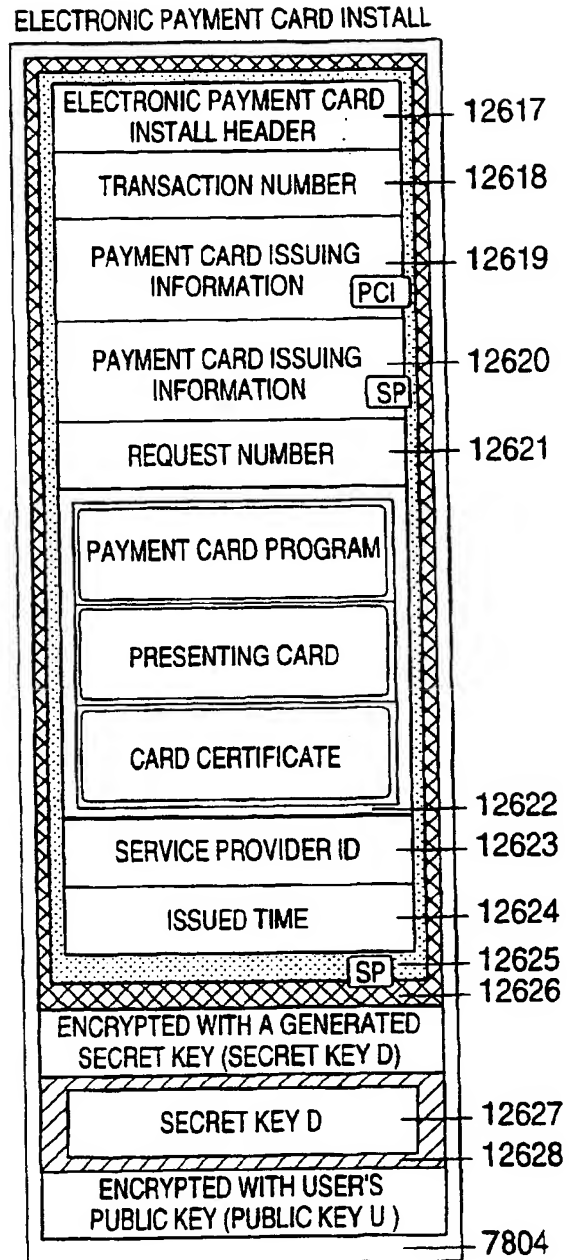 ELECTRONIC PAYMENT CARD INSTALL
ELECTRONIC PAYMENT CARD
INSTALL HEADER
12617
TRANSACTION NUMBER
12618
PAYMENT CARD ISSUING
INFORMATION
PCI
12619
PAYMENT CARD ISSUING
INFORMATION
SP
12620
REQUEST NUMBER
12621
PAYMENT CARD PROGRAM
PRESENTING CARD
CARD CERTIFICATE
12622
SERVICE PROVIDER ID
12623
ISSUED TIME
12624
SP
12625
12626
ENCRYPTED WITH A GENERATED
SECRET KEY (SECRET KEY D)
SECRET KEY D
12627
12628
ENCRYPTED WITH USER'S
PUBLIC KEY (PUBLIC KEY U )
7804